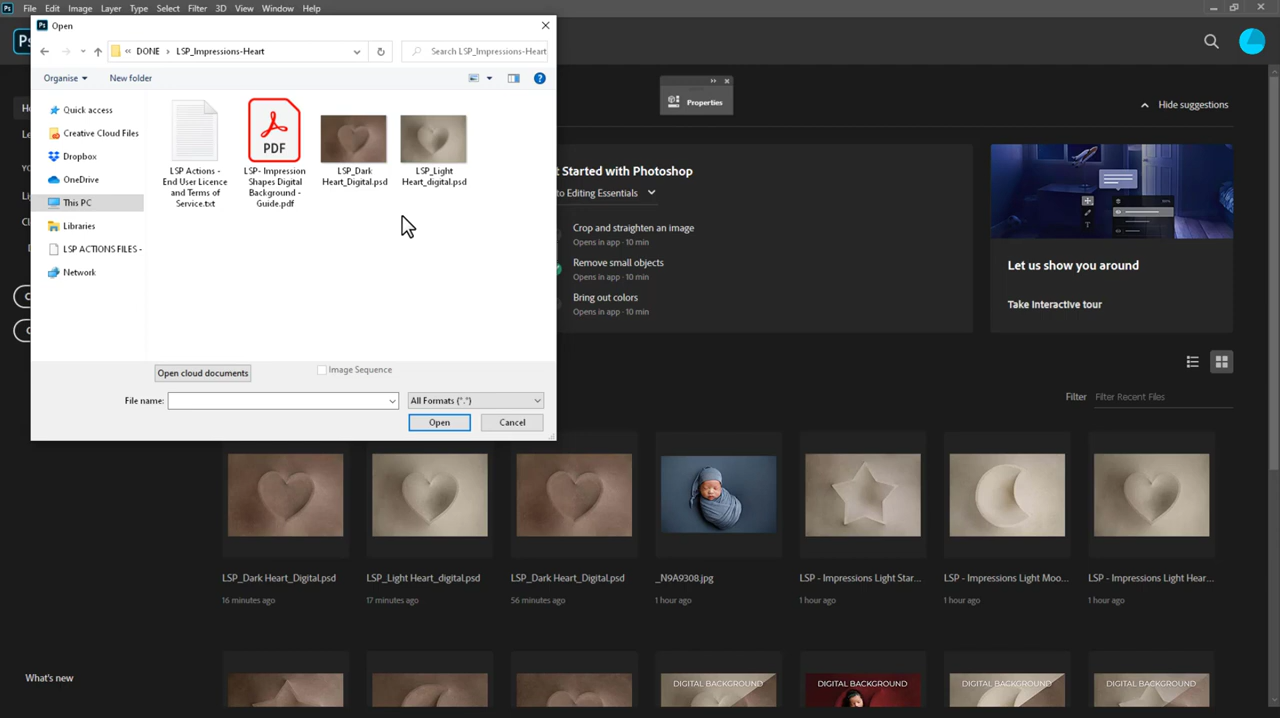 Ps File Edit Image Layer Type Select Filter 3D View Window Help
Ps Open
DONE LSP_Impressions-Heart
Search LSP_Impressions-Heart
Organise New folder
Quick access
Creative Cloud Files
Dropbox
OneDrive
This PC
Libraries
LSP ACTIONS FILES -
Network
LSP Actions -
End User Licence
and Terms of
Service.txt
PDF
LSP- Impression
Shapes Digital
Background -
Guide.pdf
LSP_Dark
Heart_Digital.psd
LSP_Light
Heart_digital.psd
Open cloud documents
Image Sequence
File name:
All Formats (*.*)
Open Cancel
Ps
Properties
Hide suggestions
t Started with Photoshop
to Editing Essentials
Crop and straighten an image
Opens in app · 10 min
Remove small objects
Opens in app · 10 min
Bring out colors
Opens in app · 10 min
Let us show you around
Take interactive tour
Filter Filter Recent Files
LSP_Dark Heart_Digital.psd
16 minutes ago
LSP_Light Heart_digital.psd
17 minutes ago
LSP_Dark Heart_Digital.psd
56 minutes ago
_N9A9308.jpg
1 hour ago
LSP - Impressions Light Star...
1 hour ago
LSP - Impressions Light Moo...
1 hour ago
LSP - Impressions Light Hear...
1 hour ago
What's new
DIGITAL BACKGROUND
DIGITAL BACKGROUND
DIGITAL BACKGROUND
DIGITAL BACKGROUND